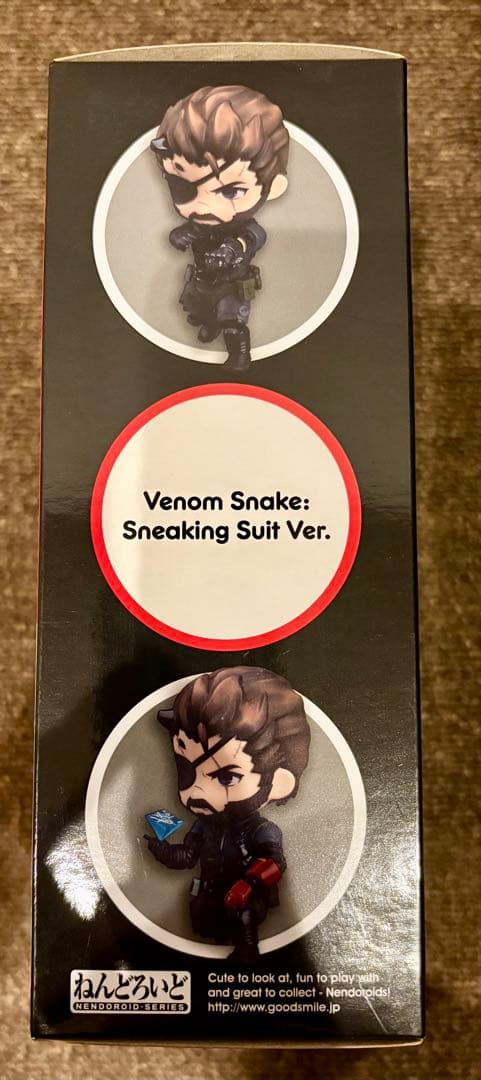 Venom Snake:
Sneaking Suit Ver.
ねんどろいど
NENDOROID-SERIES
Cute to look at, fun to play with
and great to collect - Nendoroids!
http://www.goodsmile.jp